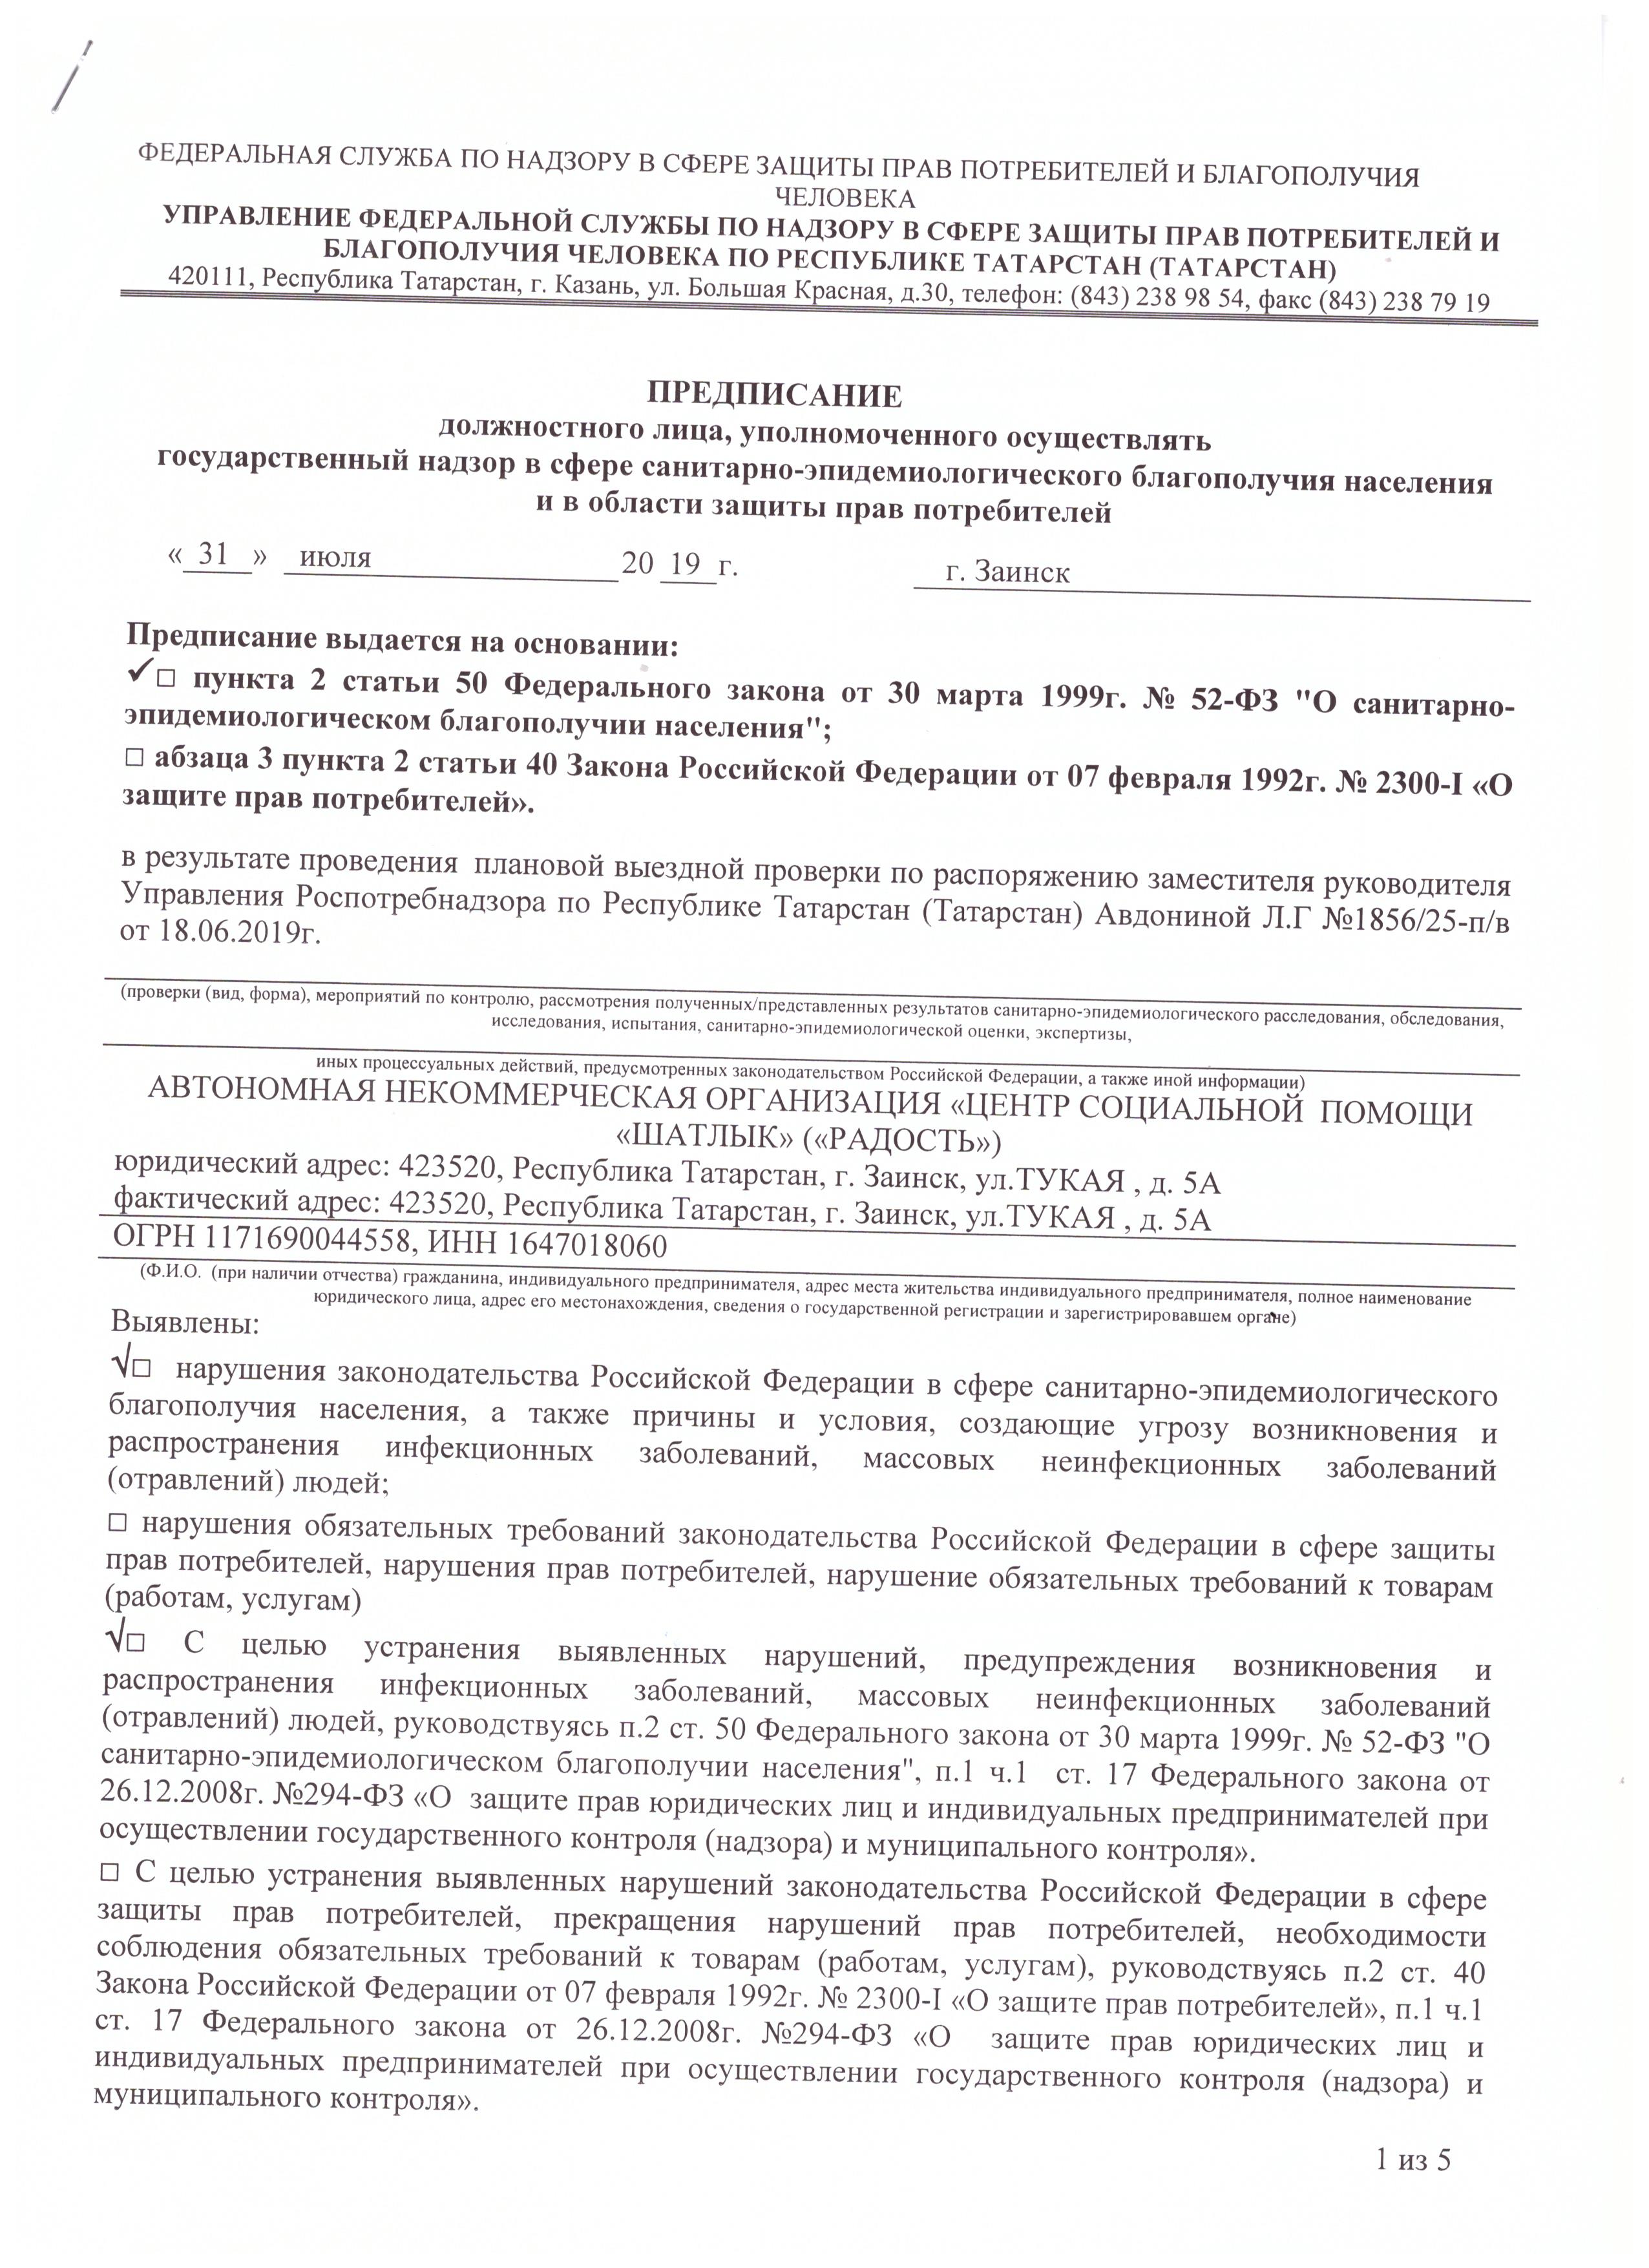 ФЕДЕРАЛЬНАЯ СЛУЖБА ПО НАДЗОРУ В СФЕРЕ ЗАЩИТЫ ПРАВ ПОТРЕБИТЕЛЕЙ И БЛАГОПОЛУЧИЯ
ЧЕЛОВЕКА
УПРАВЛЕНИЕ ФЕДЕРАЛЬНОЙ СЛУЖБЫ ПО НАДЗОРУ В СФЕРЕ ЗАЩИТЫ ПРАВ ПОТРЕБИТЕЛЕЙ И
БЛАГОПОЛУЧИЯ ЧЕЛОВЕКА ПО РЕСПУБЛИКЕ ТАТАРСТАН (ТАТАРСТАН)
420111, Республика Татарстан, г. Казань, ул. Большая Красная, д.30, телефон: (843) 238 98 54, факс (843) 238 79 19
ПРЕДПИСАНИЕ
должностного лица, уполномоченного осуществлять
государственный надзор в сфере санитарно-эпидемиологического благополучия населения
и в области защиты прав потребителей
« 31 » июля 20 19 г. г. Заинск
Предписание выдается на основании:
✓□ пункта 2 статьи 50 Федерального закона от 30 марта 1999г. № 52-ФЗ "О санитарно-
эпидемиологическом благополучии населения";
□ абзаца 3 пункта 2 статьи 40 Закона Российской Федерации от 07 февраля 1992г. № 2300-I «О
защите прав потребителей».
в результате проведения плановой выездной проверки по распоряжению заместителя руководителя
Управления Роспотребнадзора по Республике Татарстан (Татарстан) Авдониной Л.Г №1856/25-п/в
от 18.06.2019г.
(проверки (вид, форма), мероприятий по контролю, рассмотрения полученных/представленных результатов санитарно-эпидемиологического расследования, обследования,
исследования, испытания, санитарно-эпидемиологической оценки, экспертизы,
иных процессуальных действий, предусмотренных законодательством Российской Федерации, а также иной информации)
АВТОНОМНАЯ НЕКОММЕРЧЕСКАЯ ОРГАНИЗАЦИЯ «ЦЕНТР СОЦИАЛЬНОЙ ПОМОЩИ
«ШАТЛЫК» («РАДОСТЬ»)
юридический адрес: 423520, Республика Татарстан, г. Заинск, ул.ТУКАЯ , д. 5А
фактический адрес: 423520, Республика Татарстан, г. Заинск, ул.ТУКАЯ , д. 5А
ОГРН 1171690044558, ИНН 1647018060
(Ф.И.О. (при наличии отчества) гражданина, индивидуального предпринимателя, адрес места жительства индивидуального предпринимателя, полное наименование
юридического лица, адрес его местонахождения, сведения о государственной регистрации и зарегистрировавшем органе)
Выявлены:
√□ нарушения законодательства Российской Федерации в сфере санитарно-эпидемиологического
благополучия населения, а также причины и условия, создающие угрозу возникновения и
распространения инфекционных заболеваний, массовых неинфекционных заболеваний
(отравлений) людей;
□ нарушения обязательных требований законодательства Российской Федерации в сфере защиты
прав потребителей, нарушения прав потребителей, нарушение обязательных требований к товарам
(работам, услугам)
√□ С целью устранения выявленных нарушений, предупреждения возникновения и
распространения инфекционных заболеваний, массовых неинфекционных заболеваний
(отравлений) людей, руководствуясь п.2 ст. 50 Федерального закона от 30 марта 1999г. № 52-ФЗ "О
санитарно-эпидемиологическом благополучии населения", п.1 ч.1 ст. 17 Федерального закона от
26.12.2008г. №294-ФЗ «О защите прав юридических лиц и индивидуальных предпринимателей при
осуществлении государственного контроля (надзора) и муниципального контроля».
□ С целью устранения выявленных нарушений законодательства Российской Федерации в сфере
защиты прав потребителей, прекращения нарушений прав потребителей, необходимости
соблюдения обязательных требований к товарам (работам, услугам), руководствуясь п.2 ст. 40
Закона Российской Федерации от 07 февраля 1992г. № 2300-I «О защите прав потребителей», п.1 ч.1
ст. 17 Федерального закона от 26.12.2008г. №294-ФЗ «О защите прав юридических лиц и
индивидуальных предпринимателей при осуществлении государственного контроля (надзора) и
муниципального контроля».
1 из 5